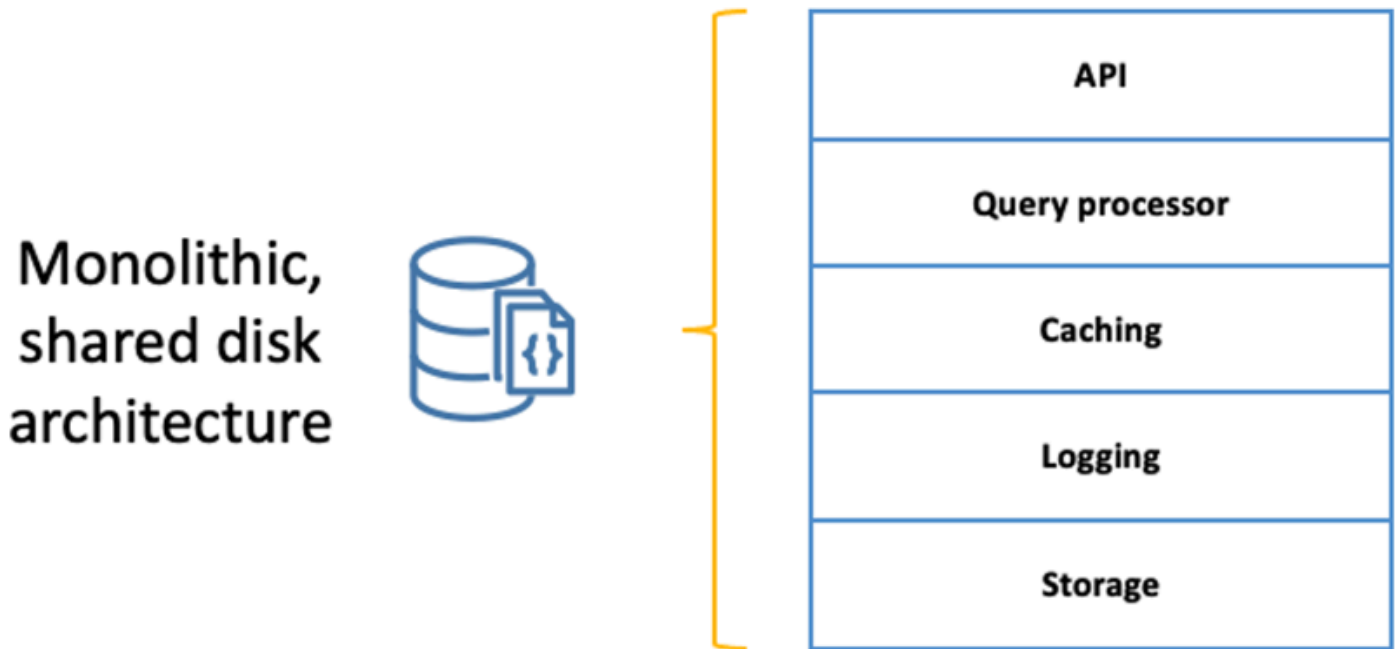 Monolithic,
shared disk
architecture
{}
API
Query processor
Caching
Logging
Storage